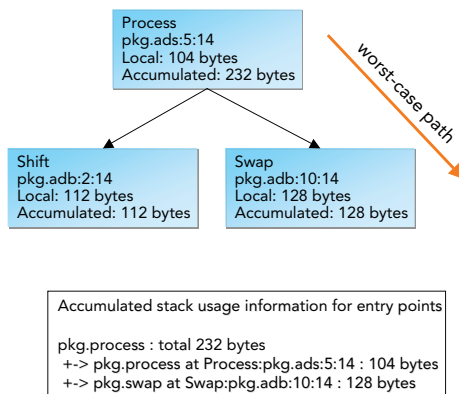 Process
pkg.ads:5:14
Local: 104 bytes
Accumulated: 232 bytes
worst-case path
Shift
pkg.adb:2:14
Local: 112 bytes
Accumulated: 112 bytes
Swap
pkg.adb:10:14
Local: 128 bytes
Accumulated: 128 bytes
Accumulated stack usage information for entry points
pkg.process : total 232 bytes
+-> pkg.process at Process:pkg.ads:5:14 : 104 bytes
+-> pkg.swap at Swap:pkg.adb:10:14 : 128 bytes